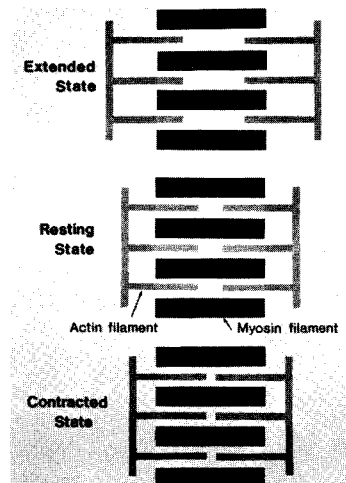 Extended
State
Resting
State
Actin filament
Myosin filament
Contracted
State